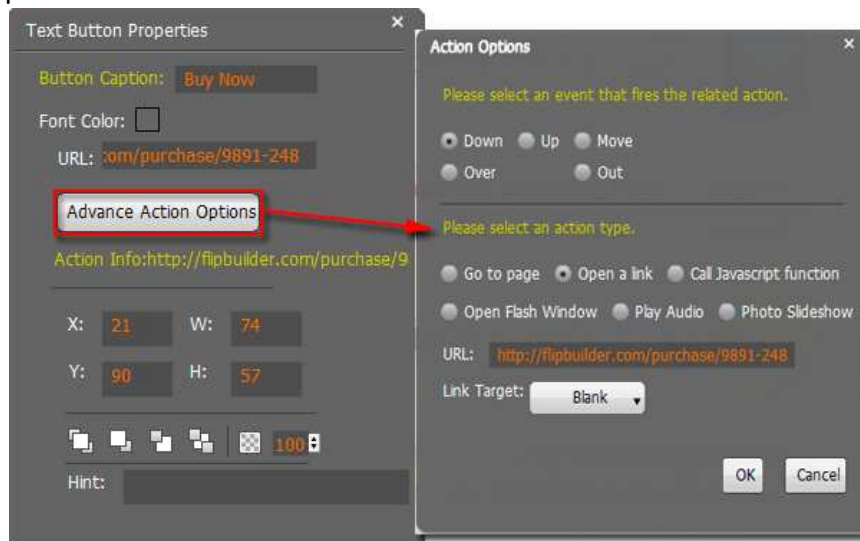 Text Button Properties ×
Button Caption: Buy Now
Font Color:
URL: :om/purchase/9891-248
Advance Action Options
Action Info:http://flipbuilder.com/purchase/9
X: 21 W: 74
Y: 90 H: 57
100
Hint:
Action Options ×
Please select an event that fires the related action.
Down Up Move
Over Out
Please select an action type.
Go to page Open a link Call Javascript function
Open Flash Window Play Audio Photo Slideshow
URL: http://flipbuilder.com/purchase/9891-248
Link Target: Blank
OK Cancel